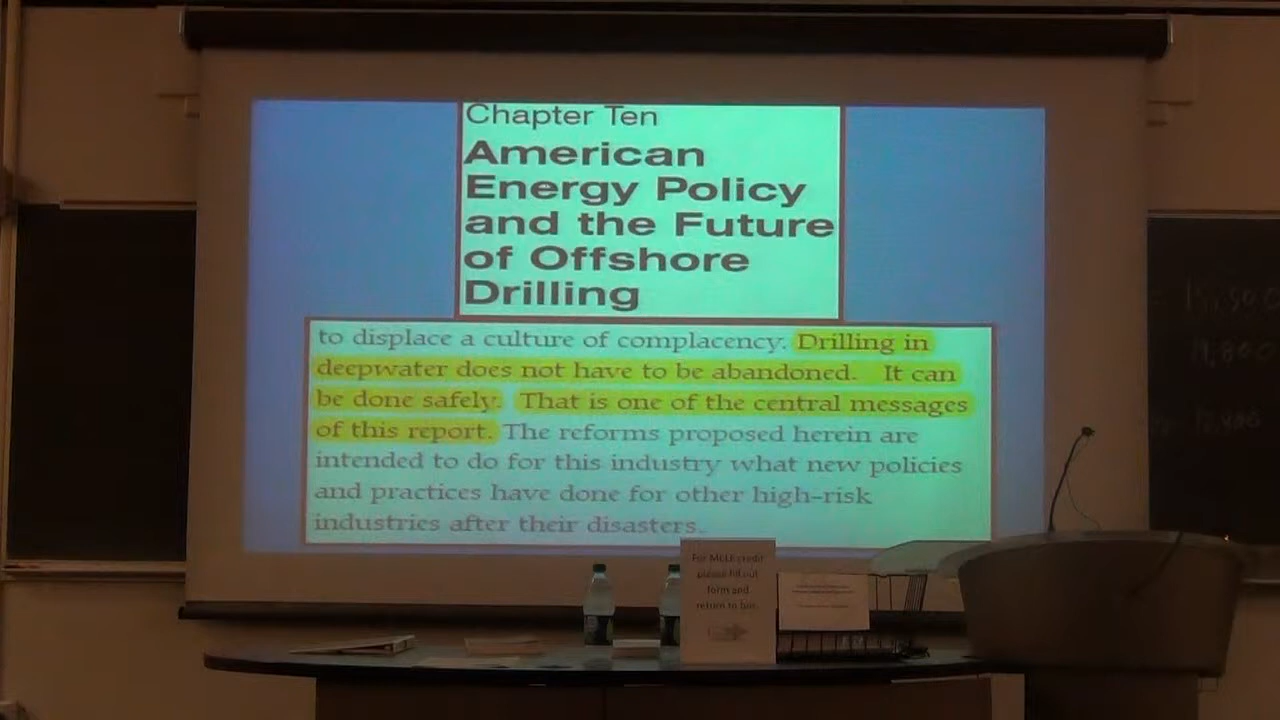 Chapter Ten
American
Energy Policy
and the Future
of Offshore
Drilling
to displace a culture of complacency. Drilling in
deepwater does not have to be abandoned. It can
be done safely. That is one of the central messages
of this report. The reforms proposed herein are
intended to do for this industry what new policies
and practices have done for other high-risk
industries after their disasters.
For MCLE credit
please fill out
form and
return to bin.